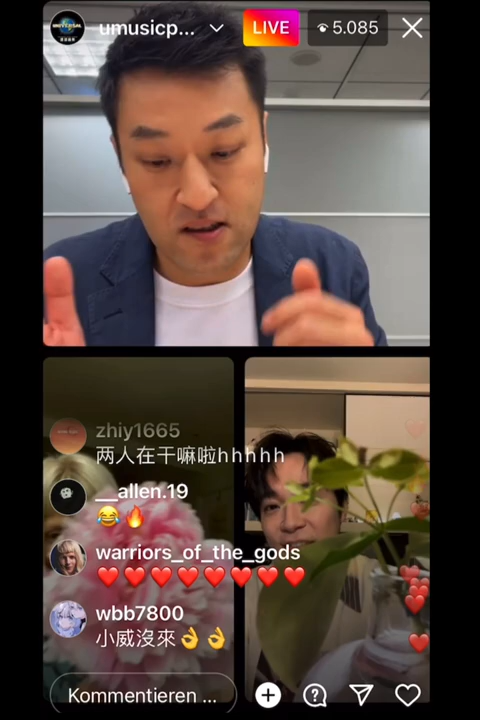 umusicp...
LIVE
5.085
zhiy1665
两人在干嘛啦hhhhh
__allen.19
😂🔥
warriors_of_the_gods
❤️❤️❤️❤️❤️❤️❤️❤️
wbb7800
小威沒來👌👌
Kommentieren ...